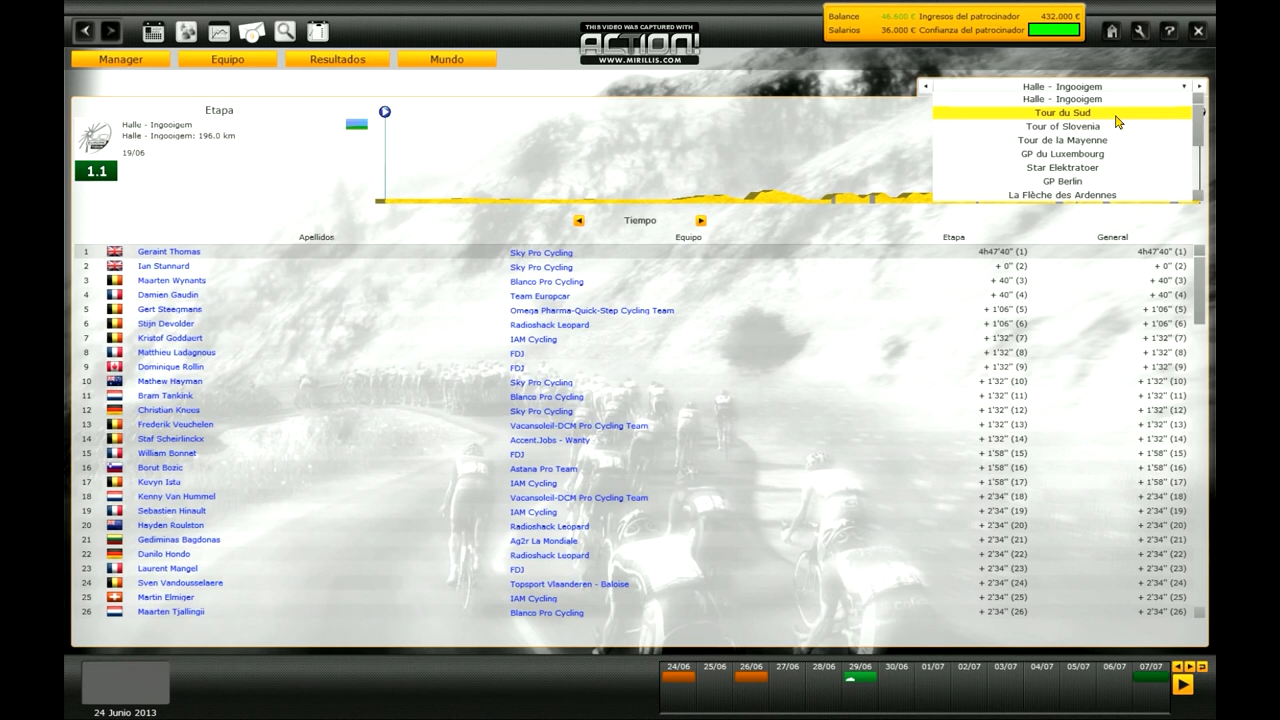 THIS VIDEO WAS CAPTURED WITH
ACTION!
WWW.MIRILLIS.COM
Balance 46.600 € Ingresos del patrocinador 432.000 €
Salarios 36.000 € Confianza del patrocinador
Manager Equipo Resultados Mundo
Halle - Ingooigem
Halle - Ingooigem
Tour du Sud
Tour of Slovenia
Tour de la Mayenne
GP du Luxembourg
Star Elektratoer
GP Berlin
La Flèche des Ardennes
Etapa
Halle - Ingooigem
Halle - Ingooigem: 196.0 km
19/06
1.1
Tiempo
Apellidos Equipo Etapa General
1 Geraint Thomas Sky Pro Cycling 4h47'40'' (1) 4h47'40'' (1)
2 Ian Stannard Sky Pro Cycling + 0'' (2) + 0'' (2)
3 Maarten Wynants Blanco Pro Cycling + 40'' (3) + 40'' (3)
4 Damien Gaudin Team Europcar + 40'' (4) + 40'' (4)
5 Gert Steegmans Omega Pharma-Quick-Step Cycling Team + 1'06'' (5) + 1'06'' (5)
6 Stijn Devolder Radioshack Leopard + 1'06'' (6) + 1'06'' (6)
7 Kristof Goddaert IAM Cycling + 1'32'' (7) + 1'32'' (7)
8 Matthieu Ladagnous FDJ + 1'32'' (8) + 1'32'' (8)
9 Dominique Rollin FDJ + 1'32'' (9) + 1'32'' (9)
10 Mathew Hayman Sky Pro Cycling + 1'32'' (10) + 1'32'' (10)
11 Bram Tankink Blanco Pro Cycling + 1'32'' (11) + 1'32'' (11)
12 Christian Knees Sky Pro Cycling + 1'32'' (12) + 1'32'' (12)
13 Frederik Veuchelen Vacansoleil-DCM Pro Cycling Team + 1'32'' (13) + 1'32'' (13)
14 Staf Scheirlinckx Accent.Jobs - Wanty + 1'32'' (14) + 1'32'' (14)
15 William Bonnet FDJ + 1'58'' (15) + 1'58'' (15)
16 Borut Bozic Astana Pro Team + 1'58'' (16) + 1'58'' (16)
17 Kevyn Ista IAM Cycling + 1'58'' (17) + 1'58'' (17)
18 Kenny Van Hummel Vacansoleil-DCM Pro Cycling Team + 2'34'' (18) + 2'34'' (18)
19 Sebastien Hinault IAM Cycling + 2'34'' (19) + 2'34'' (19)
20 Hayden Roulston Radioshack Leopard + 2'34'' (20) + 2'34'' (20)
21 Gediminas Bagdonas Ag2r La Mondiale + 2'34'' (21) + 2'34'' (21)
22 Danilo Hondo Radioshack Leopard + 2'34'' (22) + 2'34'' (22)
23 Laurent Mangel FDJ + 2'34'' (23) + 2'34'' (23)
24 Sven Vandousselaere Topsport Vlaanderen - Baloise + 2'34'' (24) + 2'34'' (24)
25 Martin Elmiger IAM Cycling + 2'34'' (25) + 2'34'' (25)
26 Maarten Tjallingii Blanco Pro Cycling + 2'34'' (26) + 2'34'' (26)
24/06 25/06 26/06 27/06 28/06 29/06 30/06 01/07 02/07 03/07 04/07 05/07 06/07 07/07
24 Junio 2013